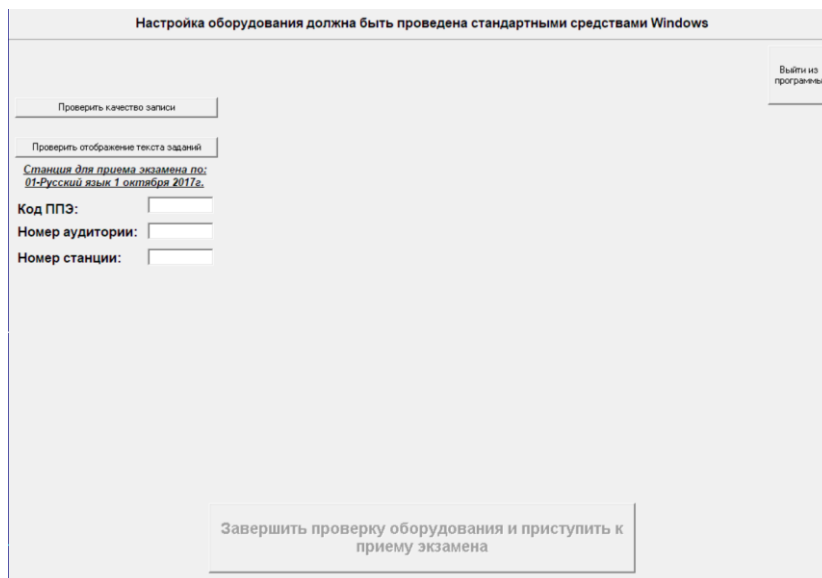 Настройка оборудования должна быть проведена стандартными средствами Windows
Выйти из
программы
Проверить качество записи
Проверить отображение текста заданий
Станция для приема экзамена по:
01-Русский язык 1 октября 2017г.
Код ППЭ:
Номер аудитории:
Номер станции:
Завершить проверку оборудования и приступить к
приему экзамена